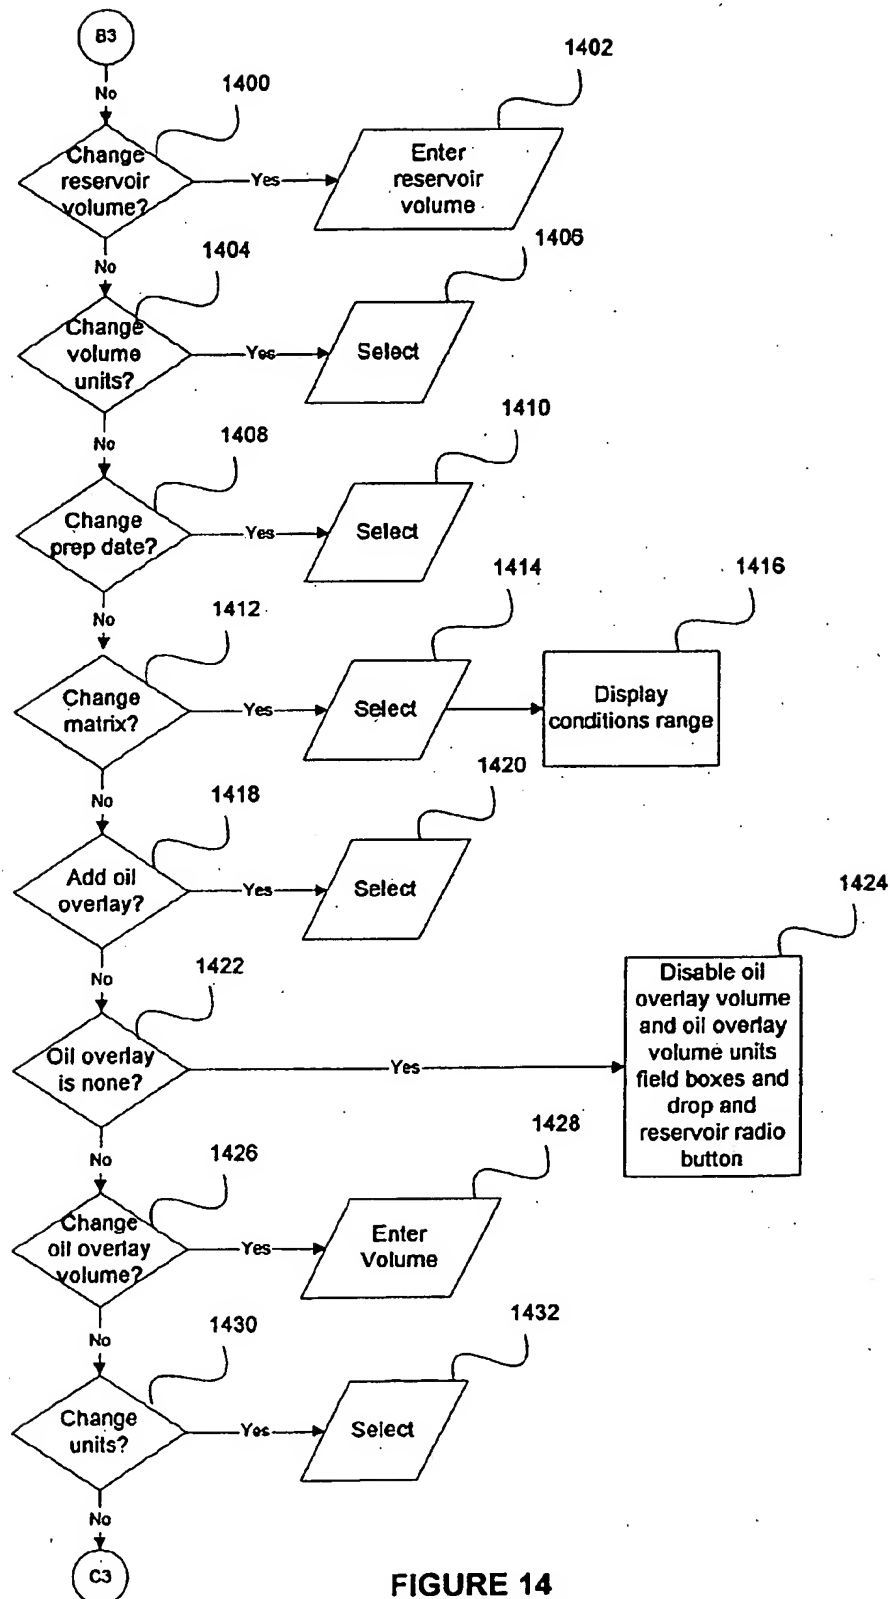 B3
No
1400
1402
Change
reservoir
volume?
Yes
Enter
reservoir
volume
No
1404
1406
Change
volume
units?
Yes
Select
No
1408
1410
Change
prep date?
Yes
Select
No
1412
1414
1416
Change
matrix?
Yes
Select
Display
conditions range
No
1418
1420
Add oil
overlay?
Yes
Select
1424
No
1422
Oil overlay
is none?
Yes
Disable oil
overlay volume
and oil overlay
volume units
field boxes and
drop and
reservoir radio
button
No
1426
1428
Change
oil overlay
volume?
Yes
Enter
Volume
No
1430
1432
Change
units?
Yes
Select
No
C3
FIGURE 14